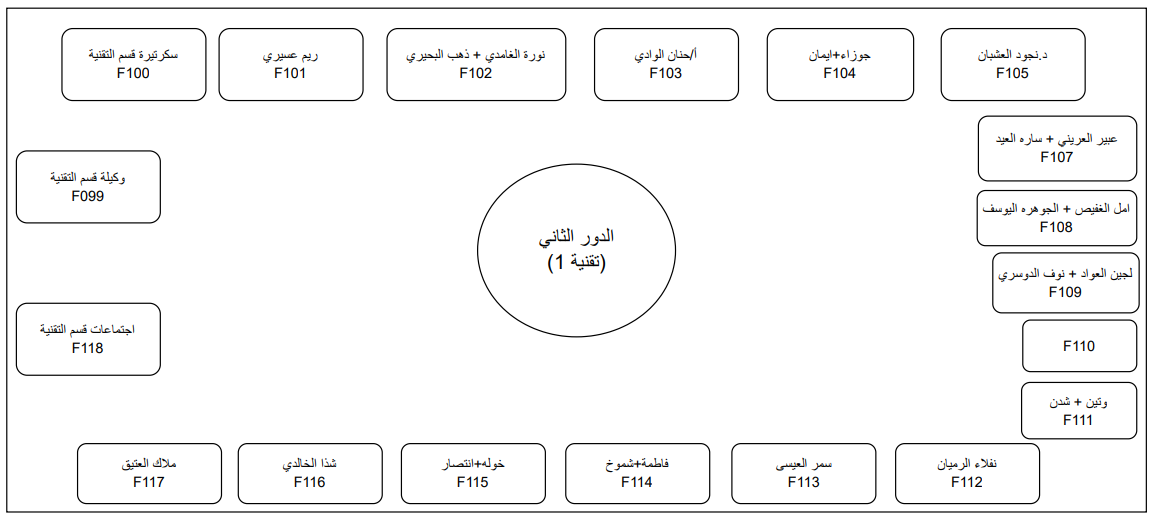 سكرتيرة قسم التقنية
F100
ريم عسيري
F101
نورة الغامدي + ذهب البحيري
F102
أ/حنان الوادي
F103
جوزاء+ايمان
F104
د.نجود العشبان
F105
عبير العريني + ساره العيد
F107
وكيلة قسم التقنية
F099
امل الغفيص + الجوهره اليوسف
F108
الدور الثاني
(تقنية 1)
لجين العواد + نوف الدوسري
F109
اجتماعات قسم التقنية
F118
F110
وتين + شدن
F111
ملاك العتيق
F117
شذا الخالدي
F116
خوله+انتصار
F115
فاطمة+شموخ
F114
سمر العيسى
F113
نفلاء الرميان
F112